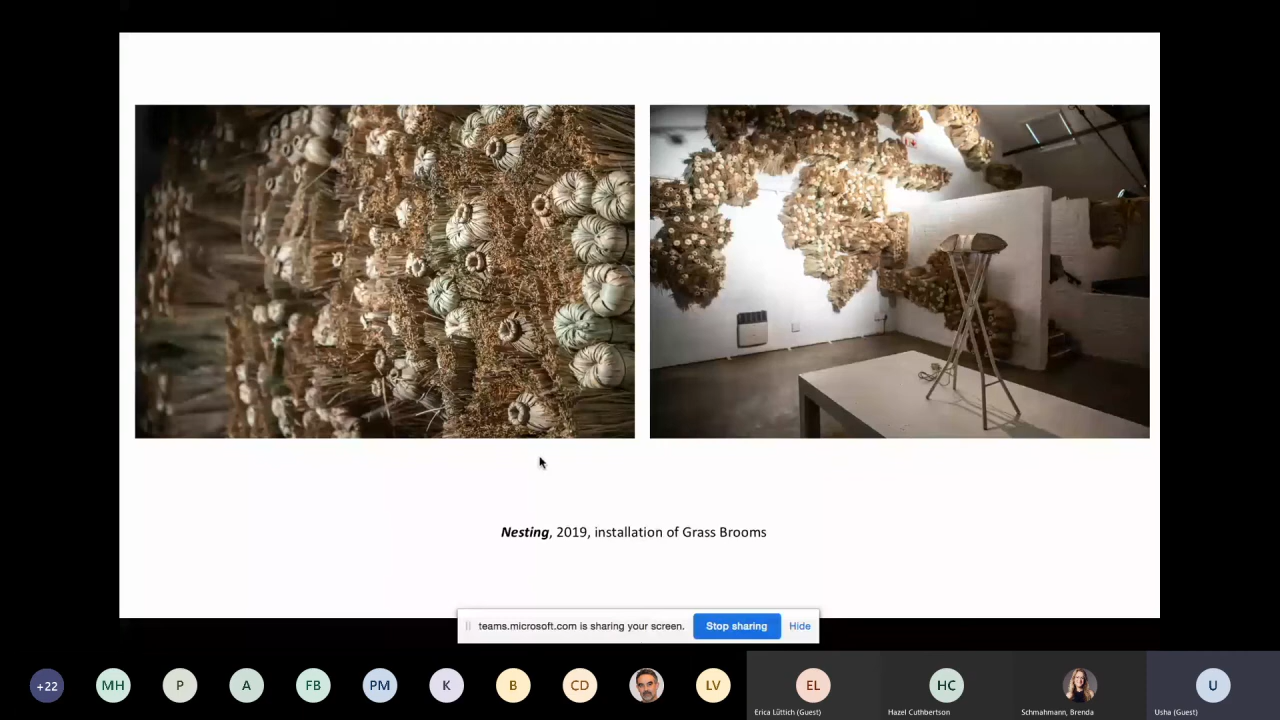 Nesting, 2019, installation of Grass Brooms
teams.microsoft.com is sharing your screen. Stop sharing Hide
+22 MH P A FB PM K B CD LV EL HC U
Erica Lüttich (Guest) Hazel Cuthbertson Schmahmann, Brenda Usha (Guest)